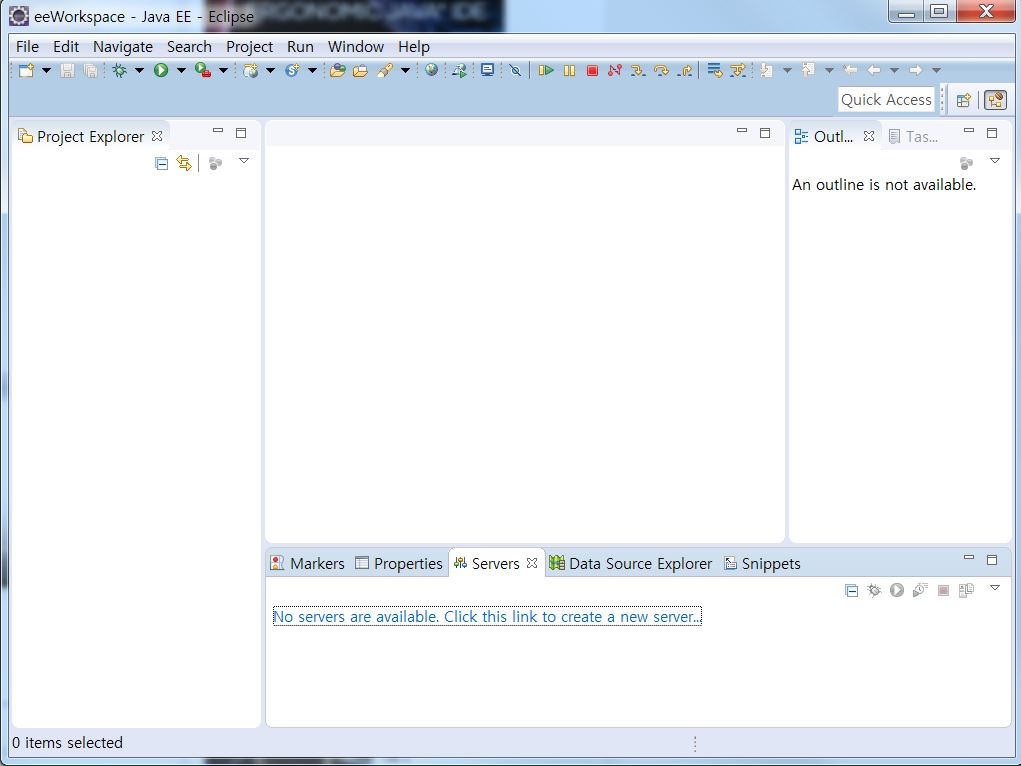 eeWorkspace - Java EE - Eclipse
File Edit Navigate Search Project Run Window Help
Quick Access
Project Explorer
Outl... Tas...
An outline is not available.
Markers Properties Servers Data Source Explorer Snippets
No servers are available. Click this link to create a new server...
0 items selected